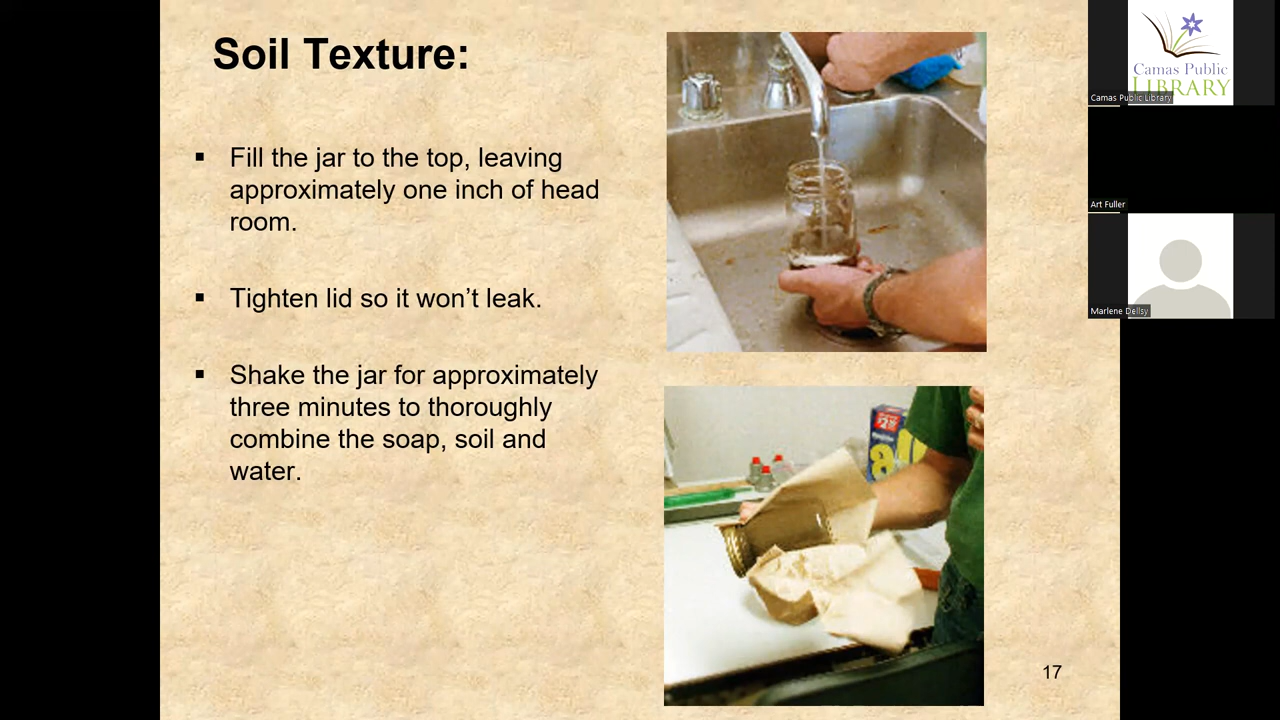 Soil Texture:
▪ Fill the jar to the top, leaving
approximately one inch of head
room.
▪ Tighten lid so it won’t leak.
▪ Shake the jar for approximately
three minutes to thoroughly
combine the soap, soil and
water.
17
Camas Public
LIBRARY
Camas Public Library
Art Fuller
Marlene Dellsy